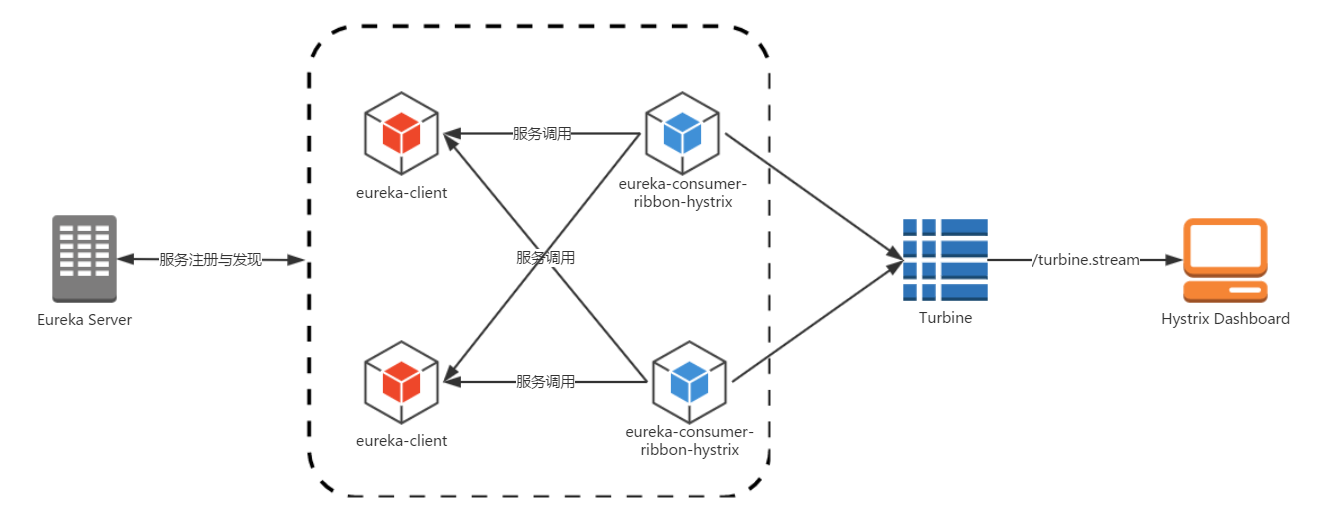 服务调用
eureka-client
eureka-consumer-
ribbon-hystrix
服务注册与发现
服务调用
/turbine.stream
Eureka Server
Turbine
Hystrix Dashboard
服务调用
eureka-client
eureka-consumer-
ribbon-hystrix